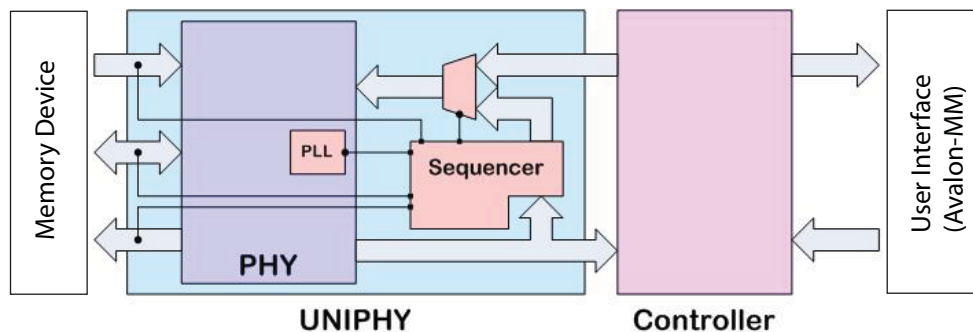 Memory Device
PLL
Sequencer
PHY
UNIPHY
Controller
User Interface
(Avalon-MM)